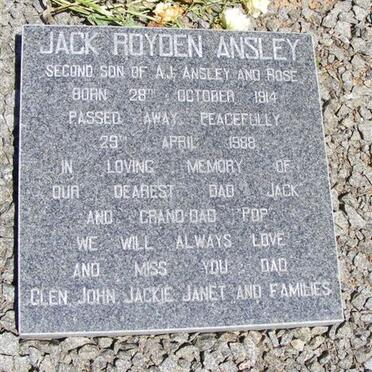 JACK ROYDEN ANSLEY
SECOND SON OF A.J. ANSLEY AND ROSE
BORN 28TH OCTOBER 1914
PASSED AWAY PEACEFULLY
29TH APRIL 1988
IN LOVING MEMORY OF
OUR DEAREST DAD JACK
AND GRAND-DAD "POP"
WE WILL ALWAYS LOVE
AND MISS YOU DAD
GLEN JOHN JACKIE JANET AND FAMILIES